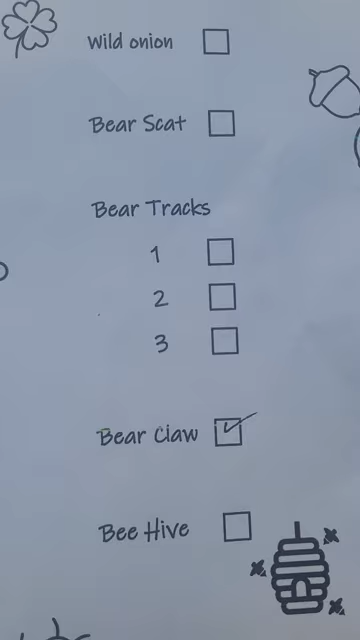 Wild onion
Bear Scat
Bear Tracks
1
2
3
Bear Claw
Bee Hive